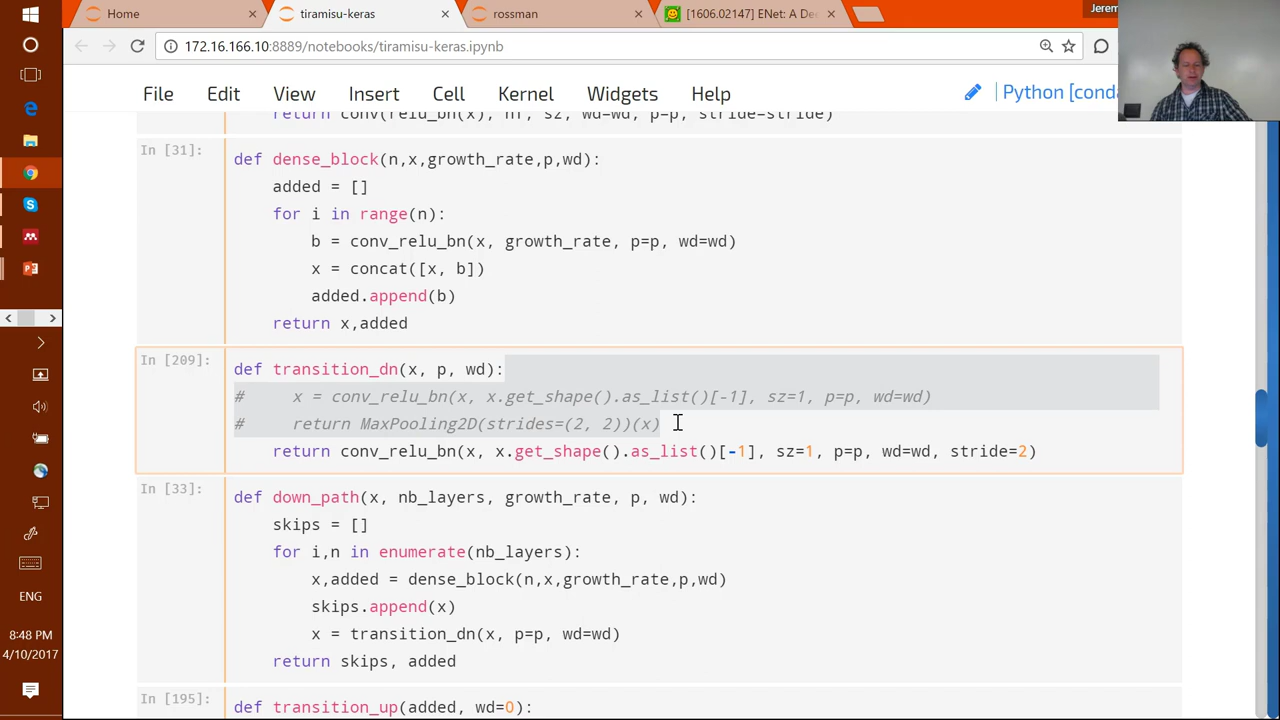 Home
tiramisu-keras
rossman
[1606.02147] ENet: A Dee
Jerem
172.16.166.10:8889/notebooks/tiramisu-keras.ipynb
File Edit View Insert Cell Kernel Widgets Help
Python [conda
return conv(relu_bn(x), nf, sz, wd=wd, p=p, stride=stride)
In [31]:
def dense_block(n,x,growth_rate,p,wd):
added = []
for i in range(n):
b = conv_relu_bn(x, growth_rate, p=p, wd=wd)
x = concat([x, b])
added.append(b)
return x,added
In [209]:
def transition_dn(x, p, wd):
# x = conv_relu_bn(x, x.get_shape().as_list()[-1], sz=1, p=p, wd=wd)
# return MaxPooling2D(strides=(2, 2))(x)
return conv_relu_bn(x, x.get_shape().as_list()[-1], sz=1, p=p, wd=wd, stride=2)
In [33]:
def down_path(x, nb_layers, growth_rate, p, wd):
skips = []
for i,n in enumerate(nb_layers):
x,added = dense_block(n,x,growth_rate,p,wd)
skips.append(x)
x = transition_dn(x, p=p, wd=wd)
return skips, added
In [195]:
def transition_up(added, wd=0):
ENG
8:48 PM
4/10/2017